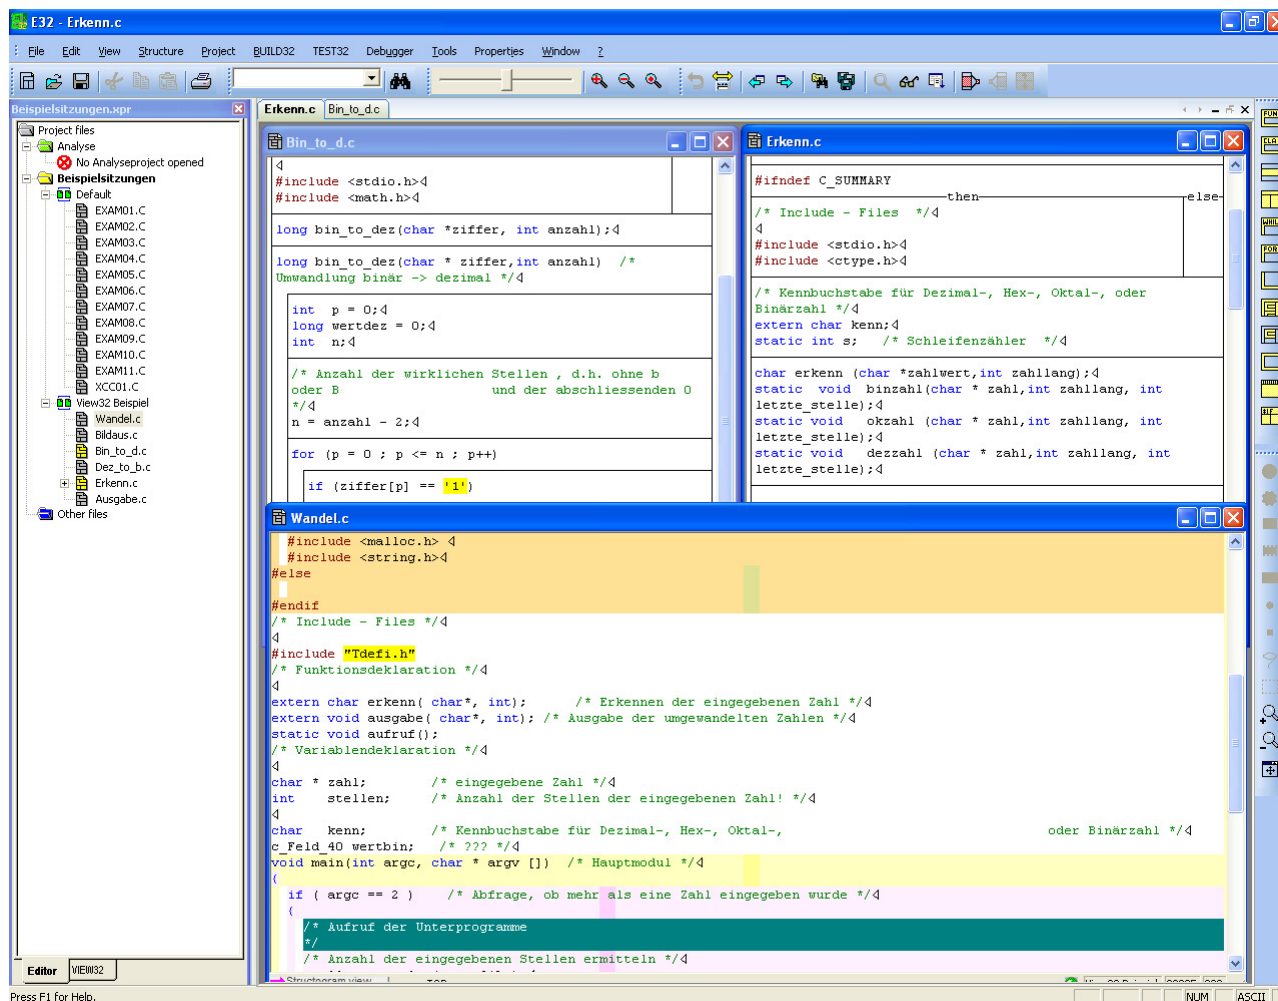 E32 - Erkenn.c
File Edit View Structure Project BUILD32 TEST32 Debugger Tools Properties Window ?
Beispielsitzungen.xpr
Project files
Analyse
No Analyseproject opened
Beispielsitzungen
Default
EXAM01.C
EXAM02.C
EXAM03.C
EXAM04.C
EXAM05.C
EXAM06.C
EXAM07.C
EXAM08.C
EXAM09.C
EXAM10.C
EXAM11.C
XCC01.C
View32 Beispiel
Wandel.c
Bildaus.c
Bin_to_d.c
Dez_to_b.c
Erkenn.c
Ausgabe.c
Other files
Editor VIEW32
Erkenn.c Bin_to_d.c
Bin_to_d.c
#include <stdio.h>
#include <math.h>
long bin_to_dez(char *ziffer, int anzahl);
long bin_to_dez(char * ziffer,int anzahl) /*
Umwandlung binär -> dezimal */
int p = 0;
long wertdez = 0;
int n;
/* Anzahl der wirklichen Stellen , d.h. ohne b
oder B und der abschliessenden 0
*/
n = anzahl - 2;
for (p = 0 ; p <= n ; p++)
if (ziffer[p] == '1')
Erkenn.c
#ifndef C_SUMMARY
then else
/* Include - Files */
#include <stdio.h>
#include <ctype.h>
/* Kennbuchstabe für Dezimal-, Hex-, Oktal-, oder
Binärzahl */
extern char kenn;
static int s; /* Schleifenzähler */
char erkenn (char *zahlwert,int zahllang);
static void binzahl(char * zahl,int zahllang, int
letzte_stelle);
static void okzahl (char * zahl,int zahllang, int
letzte_stelle);
static void dezzahl (char * zahl,int zahllang, int
letzte_stelle);
Wandel.c
#include <malloc.h>
#include <string.h>
#else
#endif
/* Include - Files */
#include "Tdefi.h"
/* Funktionsdeklaration */
extern char erkenn( char*, int); /* Erkennen der eingegebenen Zahl */
extern void ausgabe( char*, int); /* Ausgabe der umgewandelten Zahlen */
static void aufruf();
/* Variablendeklaration */
char * zahl; /* eingegebene Zahl */
int stellen; /* Anzahl der Stellen der eingegebenen Zahl! */
char kenn; /* Kennbuchstabe für Dezimal-, Hex-, Oktal-, oder Binärzahl */
c_Feld_40 wertbin; /* ??? */
void main(int argc, char * argv []) /* Hauptmodul */
{
if ( argc == 2 ) /* Abfrage, ob mehr als eine Zahl eingegeben wurde */
{
/* Aufruf der Unterprogramme
*/
/* Anzahl der eingegebenen Stellen ermitteln */
Structogram view
Press F1 for Help.
NUM ASCII